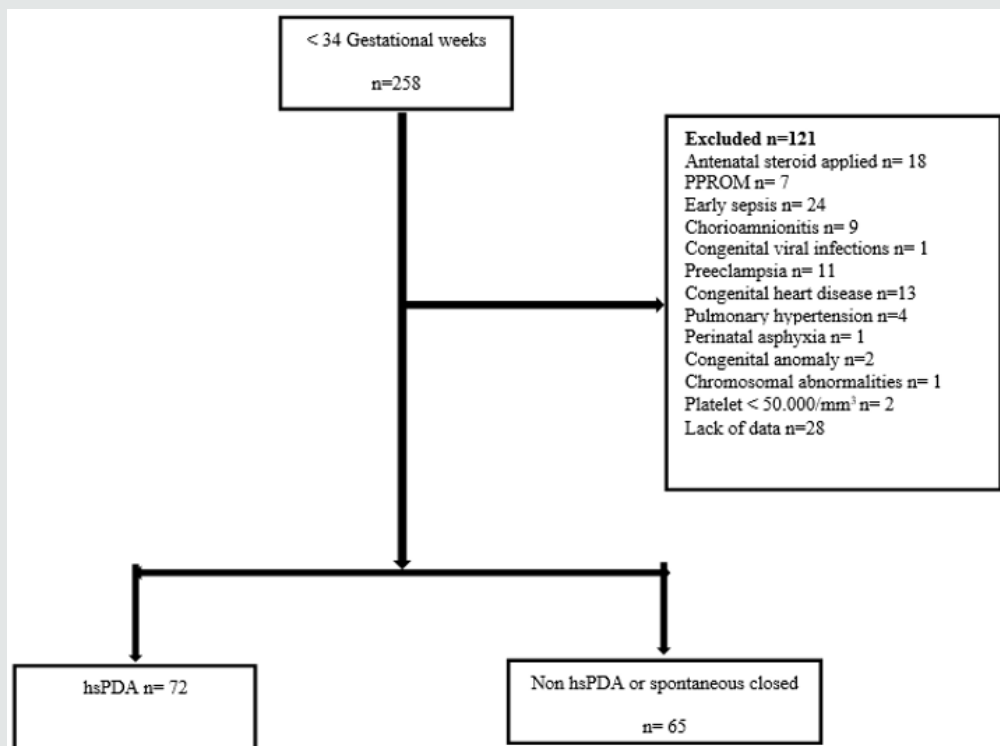 < 34 Gestational weeks
n=258
Excluded n=121
Antenatal steroid applied n= 18
PPROM n= 7
Early sepsis n= 24
Chorioamnionitis n= 9
Congenital viral infections n= 1
Preeclampsia n= 11
Congenital heart disease n=13
Pulmonary hypertension n=4
Perinatal asphyxia n= 1
Congenital anomaly n=2
Chromosomal abnormalities n= 1
Platelet < 50.000/mm³ n= 2
Lack of data n=28
hsPDA n= 72
Non hsPDA or spontaneous closed
n= 65